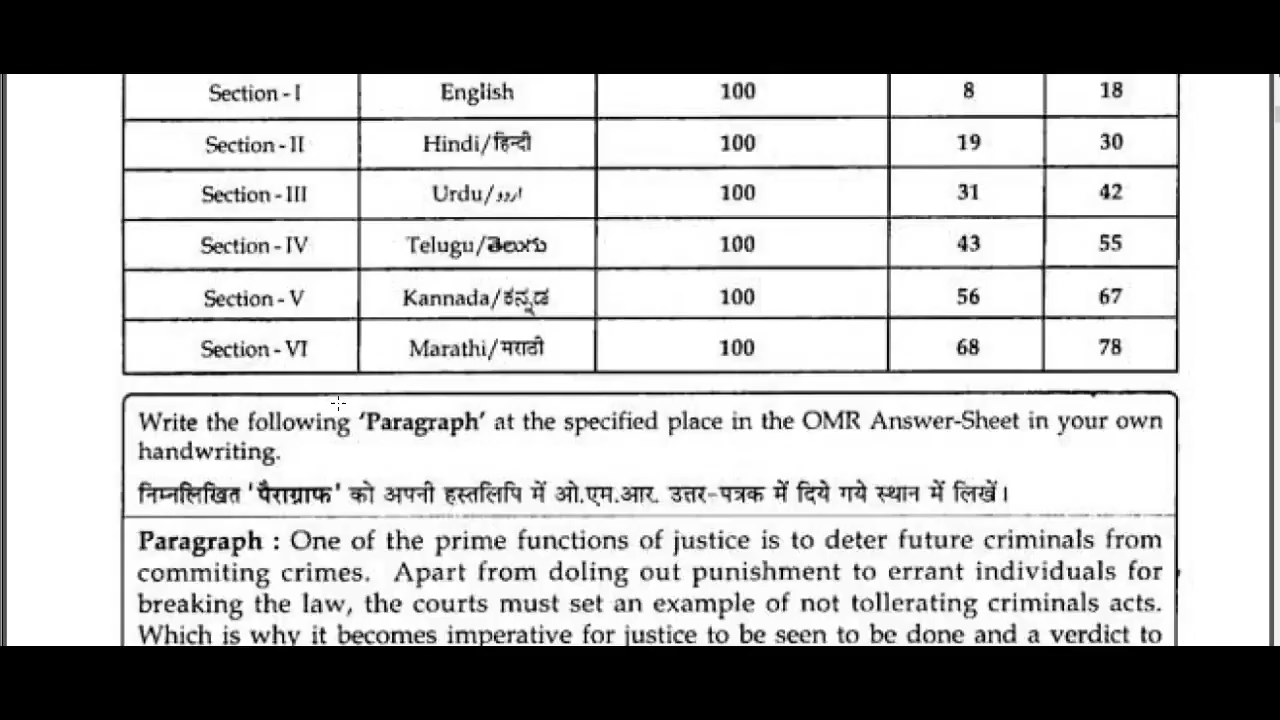 Section - I English 100 8 18
Section - II Hindi/हिन्दी 100 19 30
Section - III Urdu/اردو 100 31 42
Section - IV Telugu/తెలుగు 100 43 55
Section - V Kannada/ಕನ್ನಡ 100 56 67
Section - VI Marathi/मराठी 100 68 78
Write the following 'Paragraph' at the specified place in the OMR Answer-Sheet in your own
handwriting.
निम्नलिखित 'पैराग्राफ' को अपनी हस्तलिपि में ओ.एम.आर. उत्तर-पत्रक में दिये गये स्थान में लिखें।
Paragraph : One of the prime functions of justice is to deter future criminals from
commiting crimes. Apart from doling out punishment to errant individuals for
breaking the law, the courts must set an example of not tollerating criminals acts.
Which is why it becomes imperative for justice to be seen to be done and a verdict to